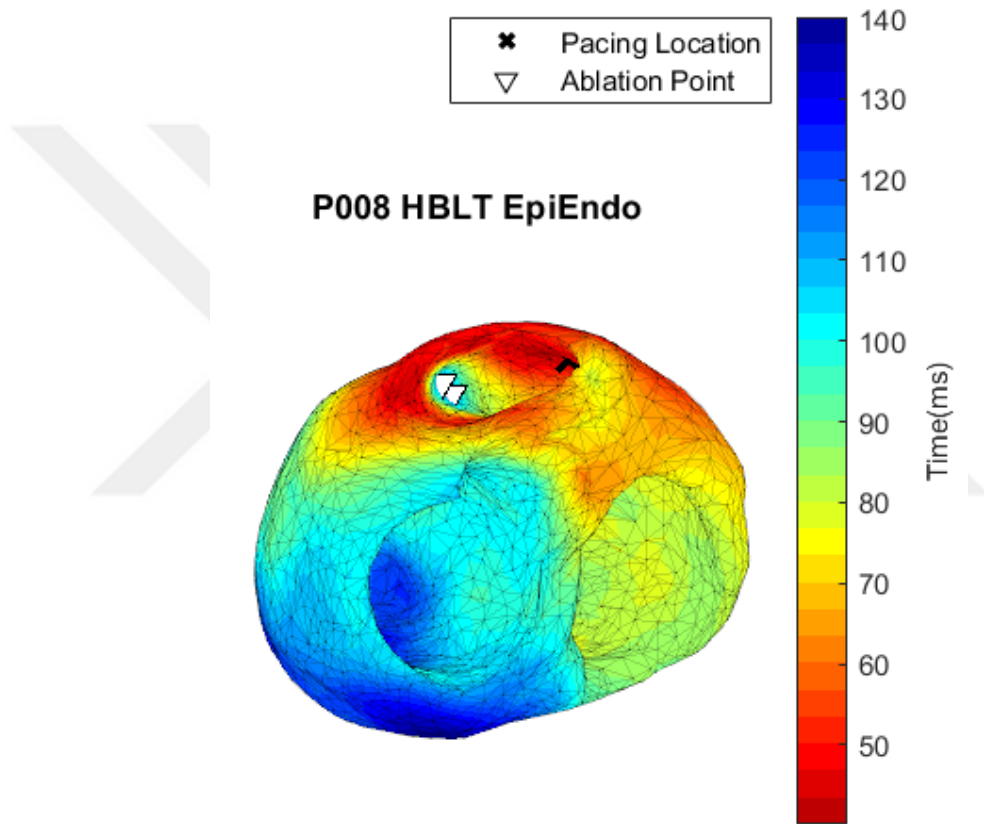 Pacing Location
Ablation Point
P008 HBLT EpiEndo
140
130
120
110
100
90
80
70
60
50
Time(ms)